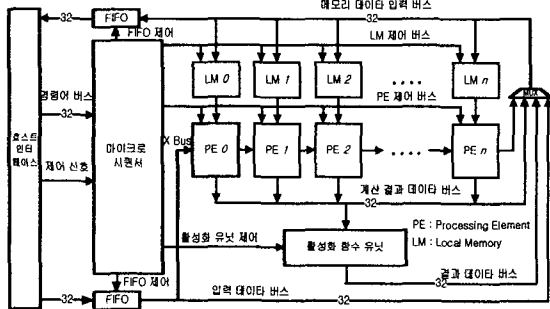 메모리 데이타 입력 버스
32
FIFO
32
FIFO 제어
LM 제어 버스
LM 0
LM 1
LM 2
....
LM n
MUX
명령어 버스
32
PE 제어 버스
호스트
인터
페이스
마이크로
시퀀서
X Bus
PE 0
PE 1
PE 2
....
PE n
제어 신호
계산 결과 데이타 버스
32
PE : Processing Element
LM : Local Memory
활성화 유닛 제어
활성화 함수 유닛
FIFO 제어
결과 데이타 버스
32
입력 데이타 버스
32
FIFO
32